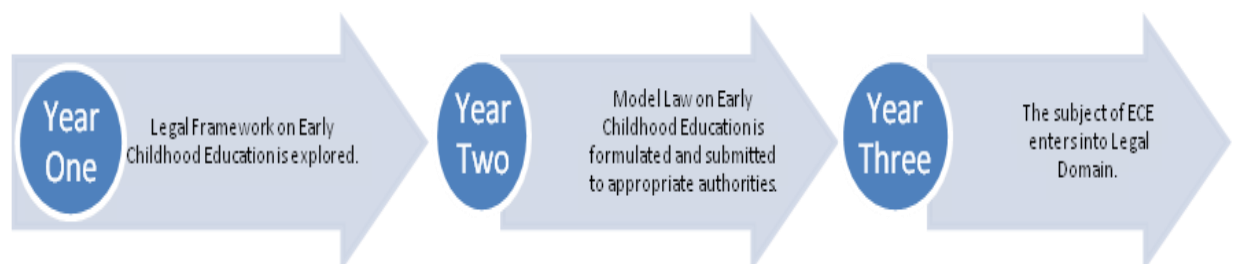 Year
One
Legal Framework on Early
Childhood Education is explored.
Year
Two
Model Law on Early
Childhood Education is
formulated and submitted
to appropriate authorities.
Year
Three
The subject of ECE
enters into Legal
Domain.